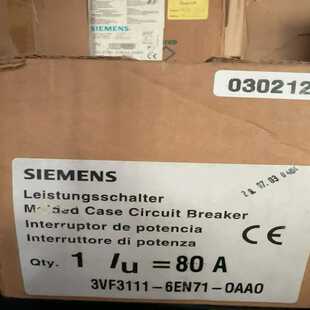 SIEMENS
030212
SIEMENS
Leistungsschalter
Molded Case Circuit Breaker
Interruptor de potencia
Interruttore di potenza
CE
Qty. 1 Iu = 80 A
3VF3111-6EN71-0AA0